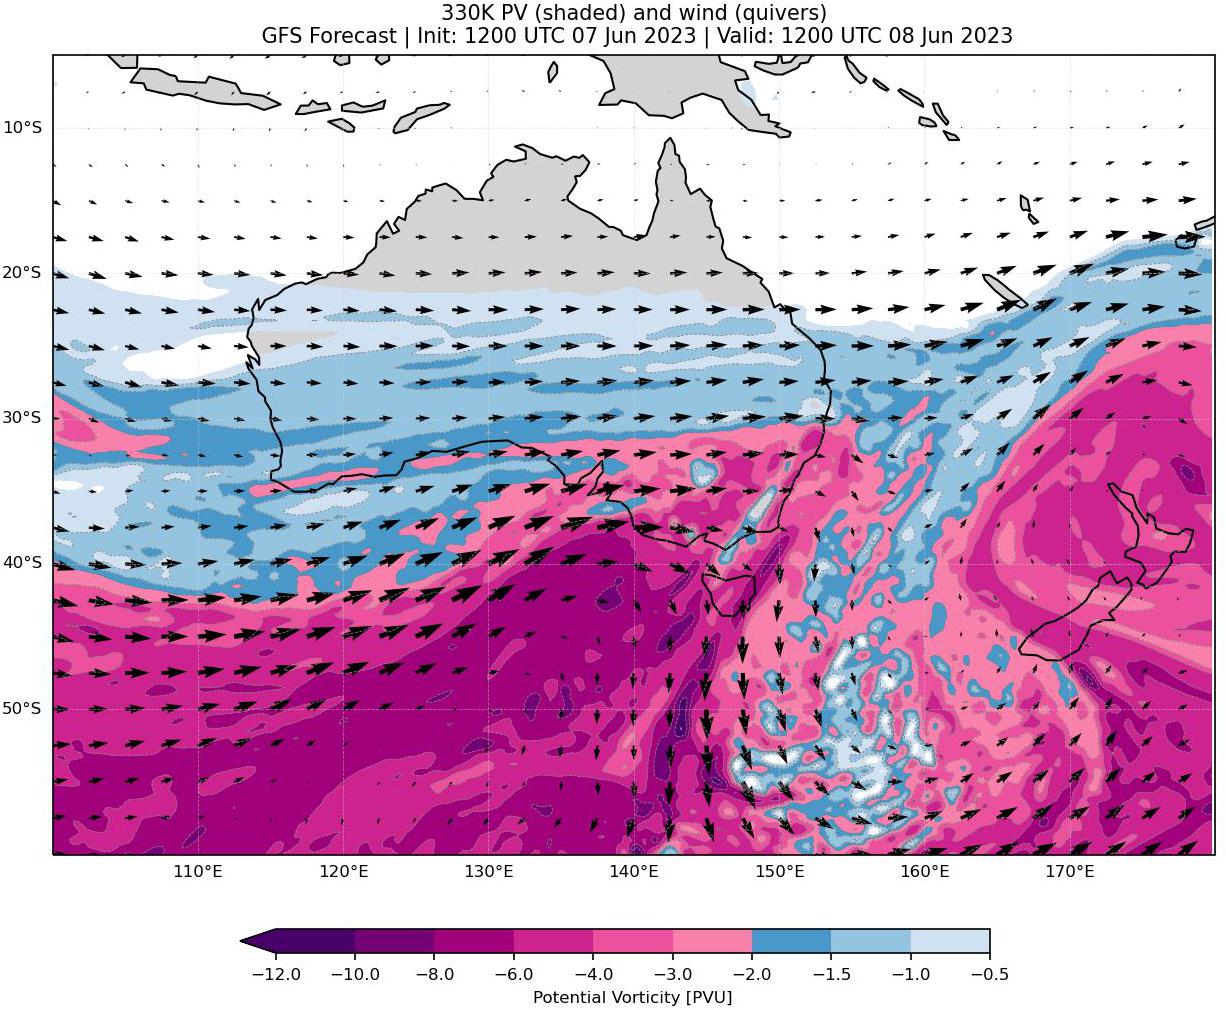 330K PV (shaded) and wind (quivers)
GFS Forecast | Init: 1200 UTC 07 Jun 2023 | Valid: 1200 UTC 08 Jun 2023
10°S
20°S
30°S
40°S
50°S
110°E 120°E 130°E 140°E 150°E 160°E 170°E
−12.0 −10.0 −8.0 −6.0 −4.0 −3.0 −2.0 −1.5 −1.0 −0.5
Potential Vorticity [PVU]